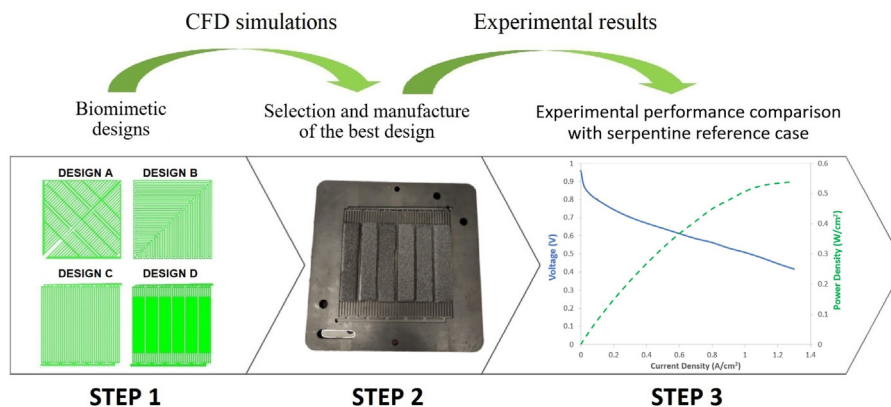 CFD simulations
Experimental results
Biomimetic
designs
Selection and manufacture
of the best design
Experimental performance comparison
with serpentine reference case
DESIGN A
DESIGN B
DESIGN C
DESIGN D
Voltage (V)
1
0.9
0.8
0.7
0.6
0.5
0.4
0.3
0.2
0.1
0
0
0.2
0.4
0.6
0.8
1
1.2
1.4
Current Density (A/cm²)
0.6
0.5
0.4
0.3
0.2
0.1
0
Power Density (W/cm²)
STEP 1
STEP 2
STEP 3